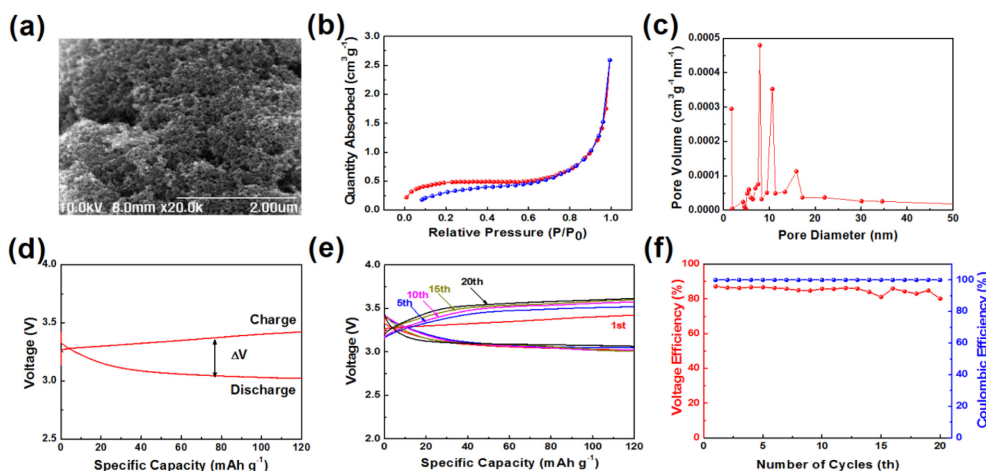 (a)
10.0kV 8.0mm x20.0k 2.00um
(b)
Quantity Absorbed (cm³ g⁻¹)
3.0
2.5
2.0
1.5
1.0
0.5
0.0
0.0 0.2 0.4 0.6 0.8 1.0
Relative Pressure (P/P₀)
(c)
Pore Volume (cm³ g⁻¹ nm⁻¹)
0.0005
0.0004
0.0003
0.0002
0.0001
0.0000
0 10 20 30 40 50
Pore Diameter (nm)
(d)
Voltage (V)
4.0
3.5
3.0
2.5
Charge
ΔV
Discharge
0 20 40 60 80 100 120
Specific Capacity (mAh g⁻¹)
(e)
Voltage (V)
4.0
3.5
3.0
2.5
2.0
20th
15th
10th
5th
1st
0 20 40 60 80 100 120
Specific Capacity (mAh g⁻¹)
(f)
Voltage Efficiency (%)
100
80
60
40
20
0
0 5 10 15 20
Number of Cycles (th)
100
80
60
40
20
0
Coulombic Efficiency (%)